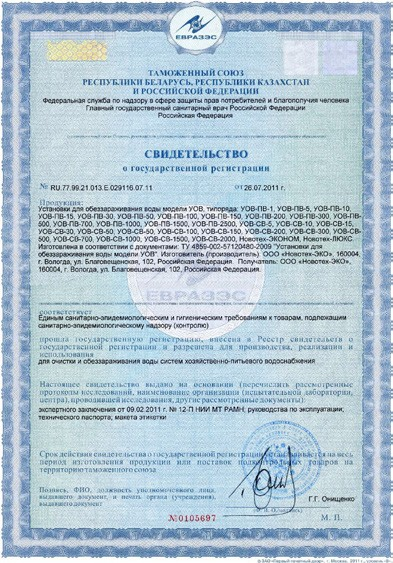 ЕВРАЗЭС
ТАМОЖЕННЫЙ СОЮЗ
РЕСПУБЛИКИ БЕЛАРУСЬ, РЕСПУБЛИКИ КАЗАХСТАН
И РОССИЙСКОЙ ФЕДЕРАЦИИ
Федеральная служба по надзору в сфере защиты прав потребителей и благополучия человека
Главный государственный санитарный врач Российской Федерации
Российская Федерация
СВИДЕТЕЛЬСТВО
о государственной регистрации
№ RU.77.99.21.013.Е.029116.07.11 от 26.07.2011 г.
Продукция:
Установки для обеззараживания воды модели УОВ, типоряда: УОВ-ПВ-1, УОВ-ПВ-5, УОВ-ПВ-10,
УОВ-ПВ-15, УОВ-ПВ-30, УОВ-ПВ-50, УОВ-ПВ-100, УОВ-ПВ-150, УОВ-ПВ-200, УОВ-ПВ-300, УОВ-ПВ-
500, УОВ-ПВ-700, УОВ-ПВ-1000, УОВ-ПВ-1500, УОВ-ПВ-2500, УОВ-СВ-5, УОВ-СВ-10, УОВ-СВ-15,
УОВ-СВ-30, УОВ-СВ-50, УОВ-СВ-100, УОВ-СВ-150, УОВ-СВ-200, УОВ-СВ-300, УОВ-СВ-
500, УОВ-СВ-700, УОВ-СВ-1000, УОВ-СВ-1500, УОВ-СВ-2000, Новотех-ЭКОНОМ, Новотех-ЛЮКС
Изготовлена в соответствии с документами: ТУ 4859-002-57120480-2009 "Установки для
обеззараживания воды модели УОВ". Изготовитель (производитель): ООО «Новотех-ЭКО», 160004,
г. Вологда, ул. Благовещенская, 102, Российская Федерация. Получатель: ООО «Новотех-ЭКО»,
160004, г. Вологда, ул. Благовещенская, 102, Российская Федерация.
соответствует
Единым санитарно-эпидемиологическим и гигиеническим требованиям к товарам, подлежащим
санитарно-эпидемиологическому надзору (контролю)
прошла государственную регистрацию, внесена в Реестр свидетельств о
государственной регистрации и разрешена для производства, реализации и
использования
для очистки и обеззараживания воды систем хозяйственно-питьевого водоснабжения
Настоящее свидетельство выдано на основании (перечислить рассмотренные
протоколы исследований, наименование организации (испытательной лаборатории,
центра), проводившей исследования, другие рассмотренные документы):
экспертного заключения от 09.02.2011 г. № 12-П НИИ МТ РАМН; руководства по эксплуатации;
технического паспорта; макета этикетки
Срок действия свидетельства о государственной регистрации устанавливается на весь
период изготовления продукции или поставок подконтрольных товаров на
территорию таможенного союза
Подпись, ФИО, должность уполномоченного лица,
выдавшего документ, и печать органа (учреждения),
выдавшего документ
Г.Г. Онищенко
№0105697
М. П.